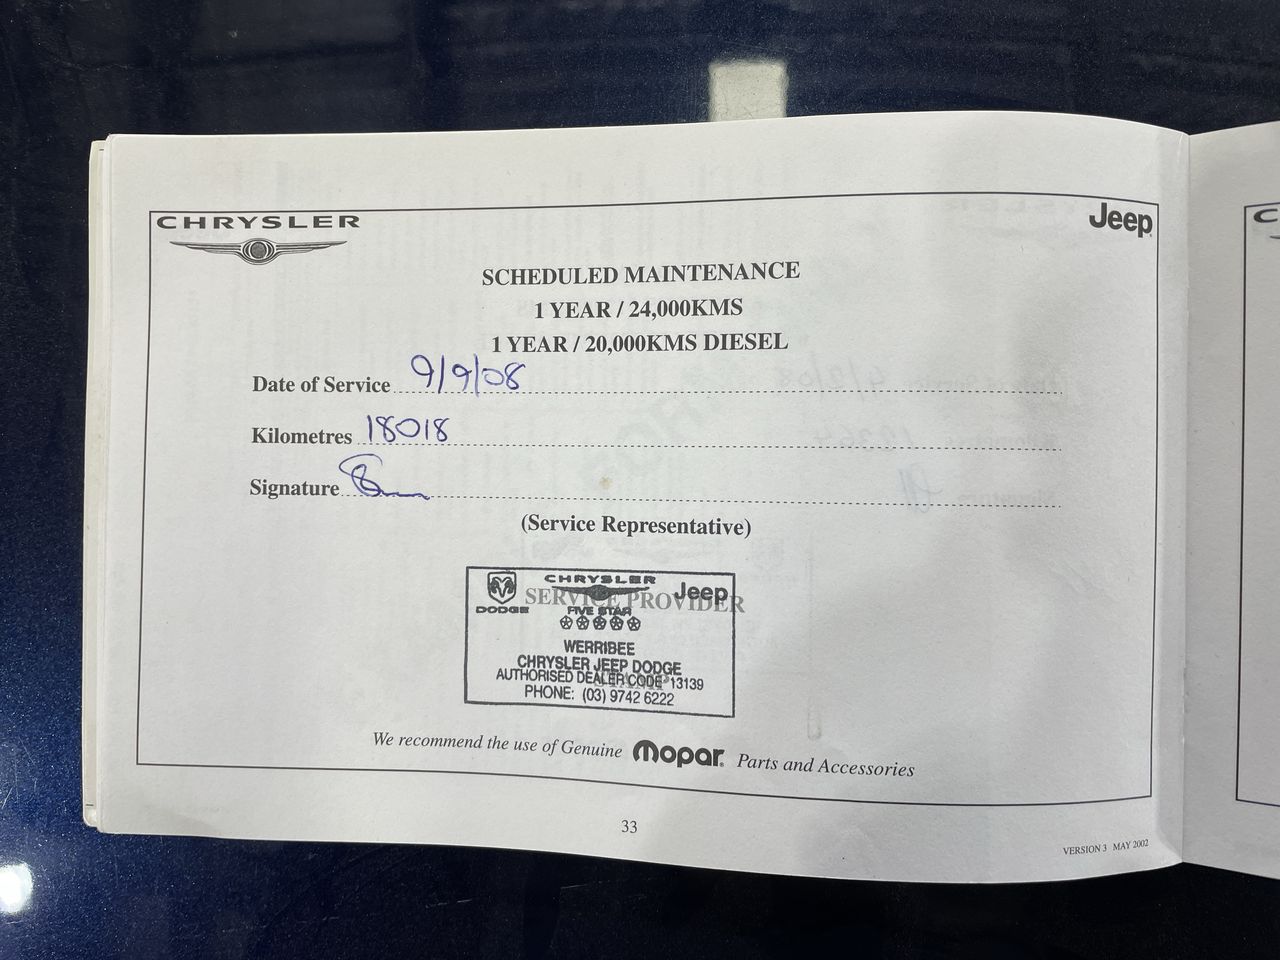 CHRYSLER
Jeep
SCHEDULED MAINTENANCE
1 YEAR / 24,000KMS
1 YEAR / 20,000KMS DIESEL
Date of Service 9/9/08
Kilometres 18018
Signature
(Service Representative)
SERVICE PROVIDER
STAMP
DODGE
CHRYSLER
Jeep
FIVE STAR
WERRIBEE
CHRYSLER JEEP DODGE
AUTHORISED DEALER CODE 13139
PHONE: (03) 9742 6222
We recommend the use of Genuine Mopar. Parts and Accessories
33
VERSION 3 MAY 2002